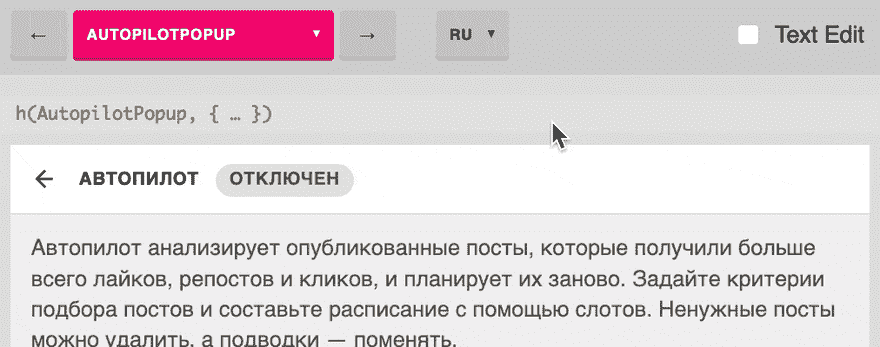 ← AUTOPILOTPOPUP ▼ → RU ▼ Text Edit
h(AutopilotPopup, { … })
← АВТОПИЛОТ ОТКЛЮЧЕН
Автопилот анализирует опубликованные посты, которые получили больше
всего лайков, репостов и кликов, и планирует их заново. Задайте критерии
подбора постов и составьте расписание с помощью слотов. Ненужные посты
можно удалить, а подводки — поменять.